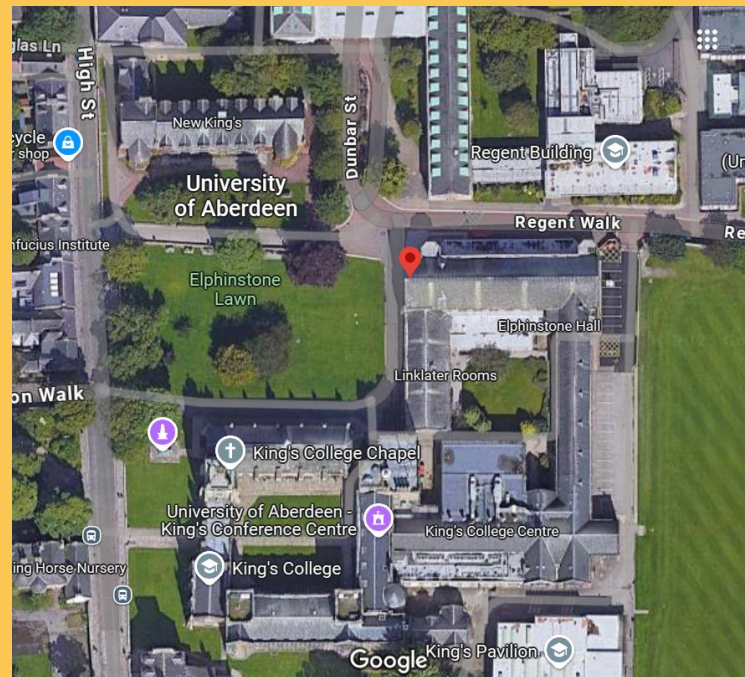 glas Ln
High St
New King's
Dunbar St
cycle
shop
Regent Building
(Un
University
of Aberdeen
Regent Walk
Re
nfucius Institute
Elphinstone
Lawn
Elphinstone Hall
Linklater Rooms
on Walk
King's College Chapel
University of Aberdeen -
King's Conference Centre
King's College Centre
ing Horse Nursery
King's College
Google
King's Pavilion